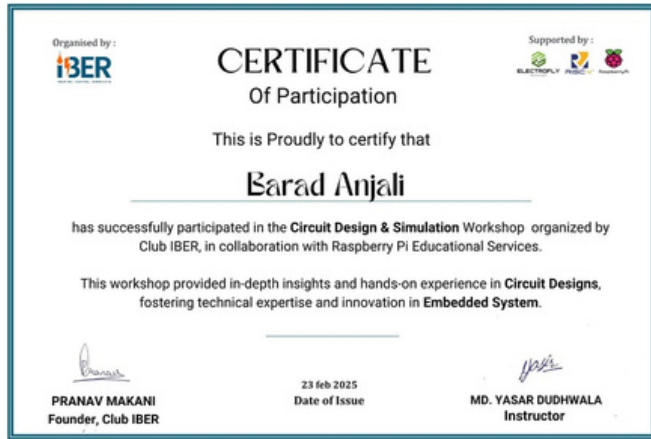 Organised by :
iBER
Supported by :
ELECTROFLY RISC V RaspberryPi
CERTIFICATE
Of Participation
This is Proudly to certify that
Barad Anjali
has successfully participated in the Circuit Design & Simulation Workshop organized by
Club IBER, in collaboration with Raspberry Pi Educational Services.
This workshop provided in-depth insights and hands-on experience in Circuit Designs,
fostering technical expertise and innovation in Embedded System.
Pranav
PRANAV MAKANI
Founder, Club IBER
23 feb 2025
Date of Issue
Yasir
MD. YASAR DUDHWALA
Instructor